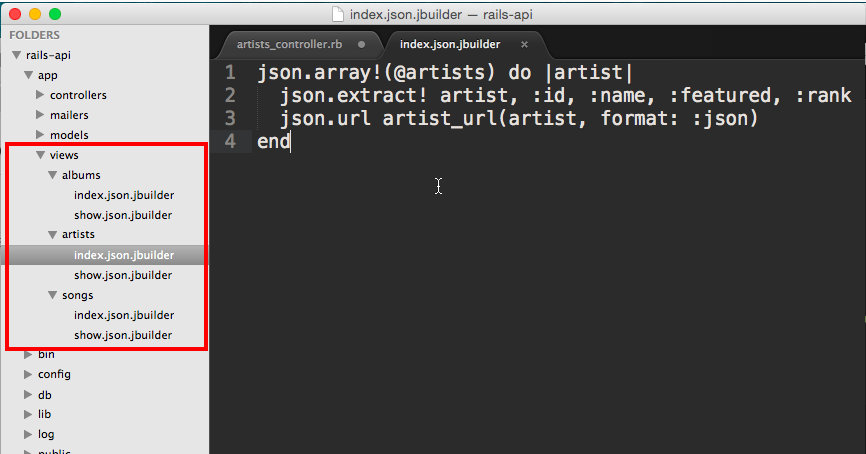 index.json.jbuilder — rails-api
FOLDERS
rails-api
app
controllers
mailers
models
views
albums
index.json.jbuilder
show.json.jbuilder
artists
index.json.jbuilder
show.json.jbuilder
songs
index.json.jbuilder
show.json.jbuilder
bin
config
db
lib
log
public
artists_controller.rb
index.json.jbuilder ×
1 json.array!(@artists) do |artist|
2 json.extract! artist, :id, :name, :featured, :rank
3 json.url artist_url(artist, format: :json)
4 end